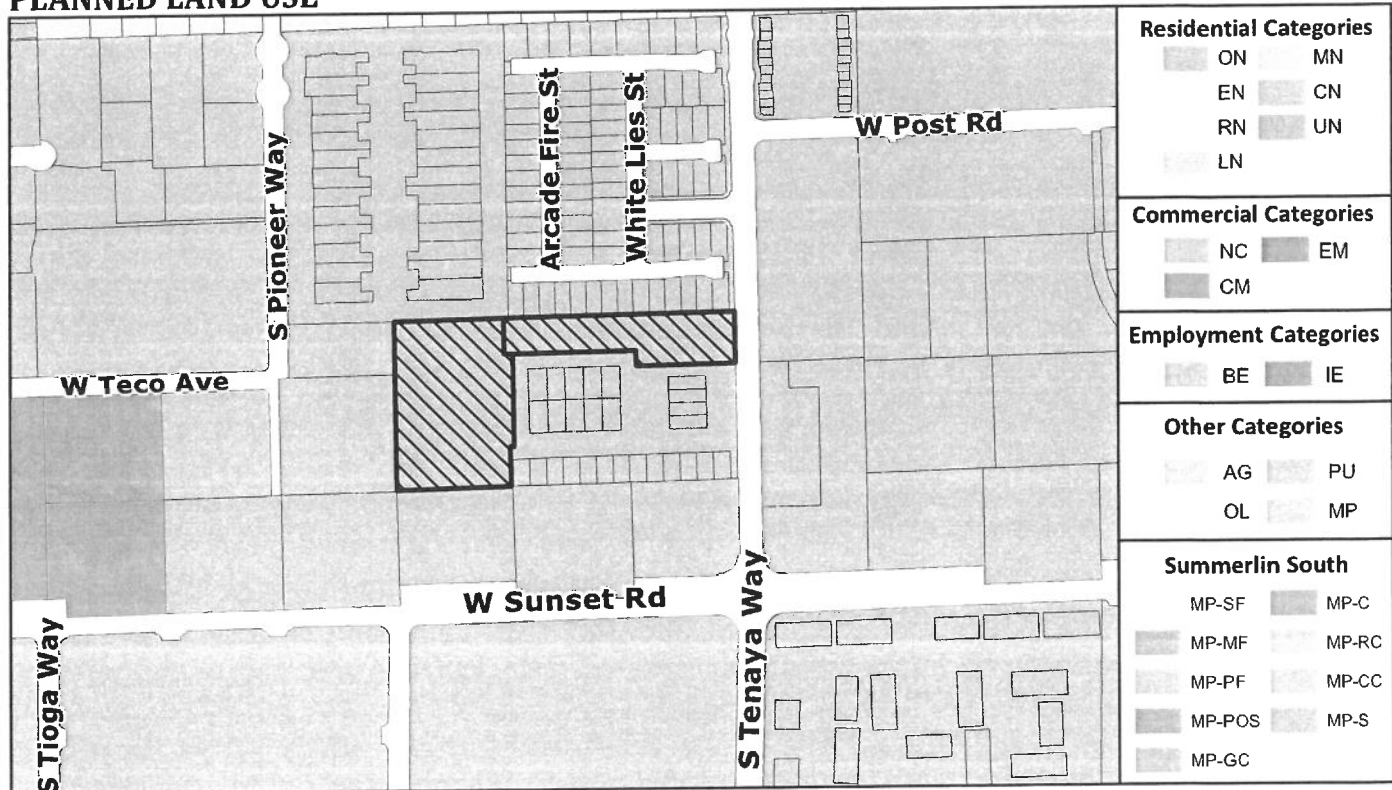 PLANNED LAND USE
S Pioneer Way
Arcade Fire St
White Lies St
W Post Rd
W Teco Ave
W Sunset Rd
S Tioga Way
S Tenaya Way
Residential Categories
ON MN
EN CN
RN UN
LN
Commercial Categories
NC EM
CM
Employment Categories
BE IE
Other Categories
AG PU
OL MP
Summerlin South
MP-SF MP-C
MP-MF MP-RC
MP-PF MP-CC
MP-POS MP-S
MP-GC